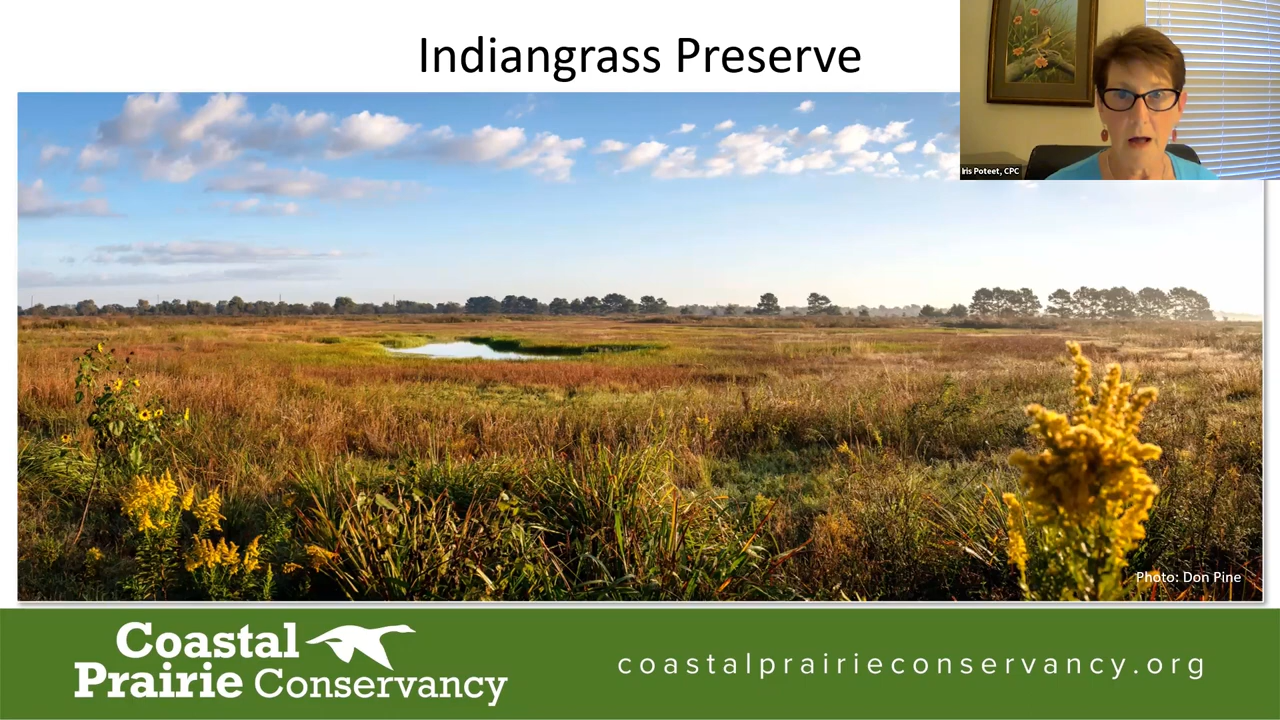 Indiangrass Preserve
Iris Poteet, CPC
Photo: Don Pine
Coastal
Prairie Conservancy
coastalprairieconservancy.org